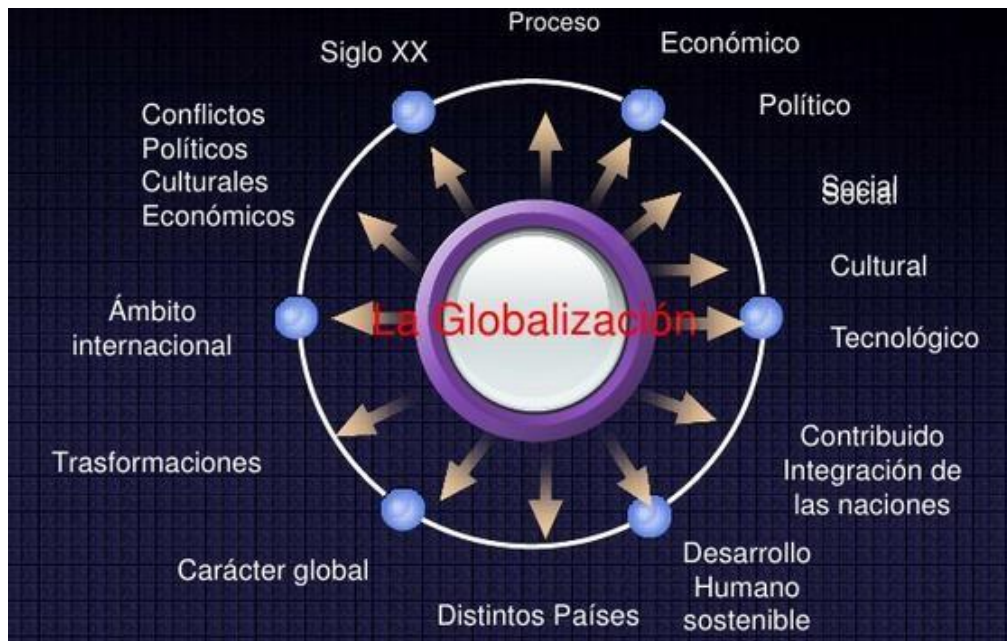 Proceso
Económico
Siglo XX
Político
Conflictos
Políticos
Culturales
Económicos
Social
Social
Cultural
La Globalización
Ámbito
internacional
Tecnológico
Trasformaciones
Contribuido
Integración de
las naciones
Carácter global
Desarrollo
Humano
sostenible
Distintos Países